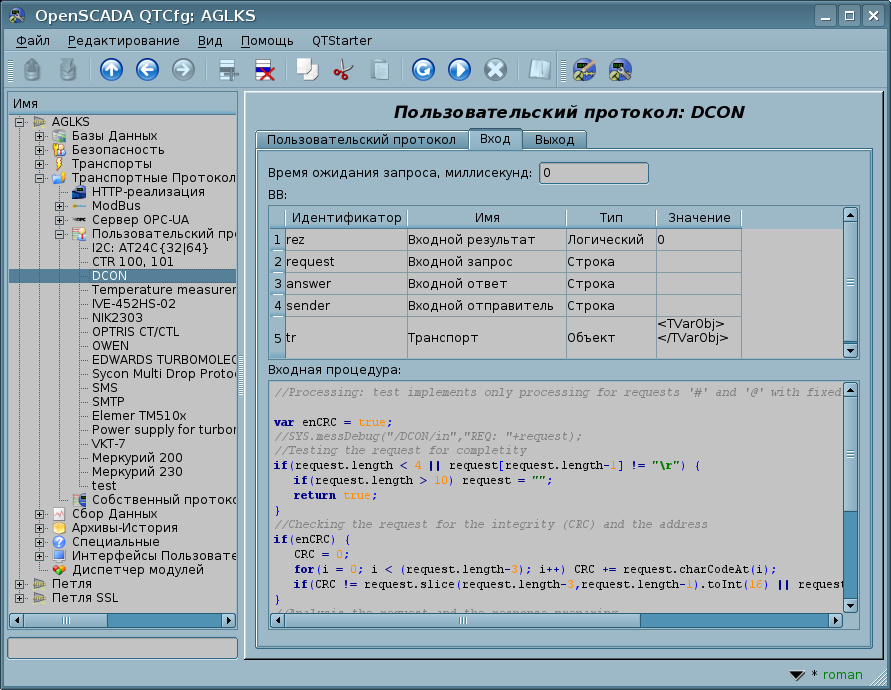 OpenSCADA QTCfg: AGLKS
Файл Редактирование Вид Помощь QTStarter
Имя
AGLKS
Базы Данных
Безопасность
Транспорты
Транспортные Протокол
HTTP-реализация
ModBus
Сервер OPC-UA
Пользовательский пр
I2C: AT24C{32|64}
CTR 100, 101
DCON
Temperature measurer
IVE-452HS-02
NIK2303
OPTRIS CT/CTL
OWEN
EDWARDS TURBOMOLEC
Sycon Multi Drop Proto
SMS
SMTP
Elemer TM510x
Power supply for turbor
VKT-7
Меркурий 200
Меркурий 230
test
Собственный протоко
Сбор Данных
Архивы-История
Специальные
Интерфейсы Пользовате
Диспетчер модулей
Петля
Петля SSL
Пользовательский протокол: DCON
Пользовательский протокол Вход Выход
Время ожидания запроса, миллисекунд: 0
ВВ:
Идентификатор Имя Тип Значение
1 rez Входной результат Логический 0
2 request Входной запрос Строка
3 answer Входной ответ Строка
4 sender Входной отправитель Строка
5 tr Транспорт Объект <TVarObj>
</TVarObj>
Входная процедура:
//Processing: test implements only processing for requests '#' and '@' with fixed
var enCRC = true;
//SYS.messDebug("/DCON/in","REQ: "+request);
//Testing the request for completity
if(request.length < 4 || request[request.length-1] != "\r") {
if(request.length > 10) request = "";
return true;
}
//Checking the request for the integrity (CRC) and the address
if(enCRC) {
CRC = 0;
for(i = 0; i < (request.length-3); i++) CRC += request.charCodeAt(i);
if(CRC != request.slice(request.length-3,request.length-1).toInt(16) || request
}
//Analysis the request and the response preparing
* roman